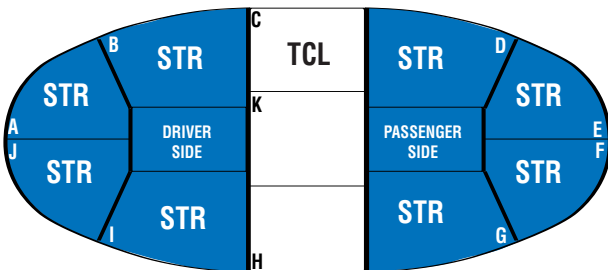 C
B
STR
TCL
STR
D
STR
STR
K
A
DRIVER
SIDE
PASSENGER
SIDE
E
J
F
STR
STR
STR
STR
I
G
H